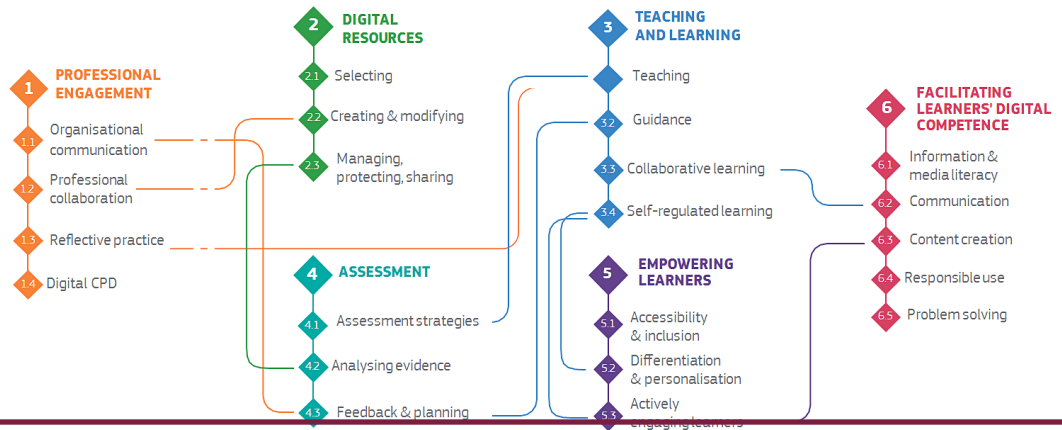 1
PROFESSIONAL
ENGAGEMENT
1.1
Organisational
communication
1.2
Professional
collaboration
1.3
Reflective practice
1.4
Digital CPD
2
DIGITAL
RESOURCES
2.1
Selecting
2.2
Creating & modifying
2.3
Managing,
protecting, sharing
3
TEACHING
AND LEARNING
Teaching
3.2
Guidance
3.3
Collaborative learning
3.4
Self-regulated learning
4
ASSESSMENT
4.1
Assessment strategies
4.2
Analysing evidence
4.3
Feedback & planning
5
EMPOWERING
LEARNERS
5.1
Accessibility
& inclusion
5.2
Differentiation
& personalisation
5.3
Actively
engaging learners
6
FACILITATING
LEARNERS' DIGITAL
COMPETENCE
6.1
Information &
media literacy
6.2
Communication
6.3
Content creation
6.4
Responsible use
6.5
Problem solving